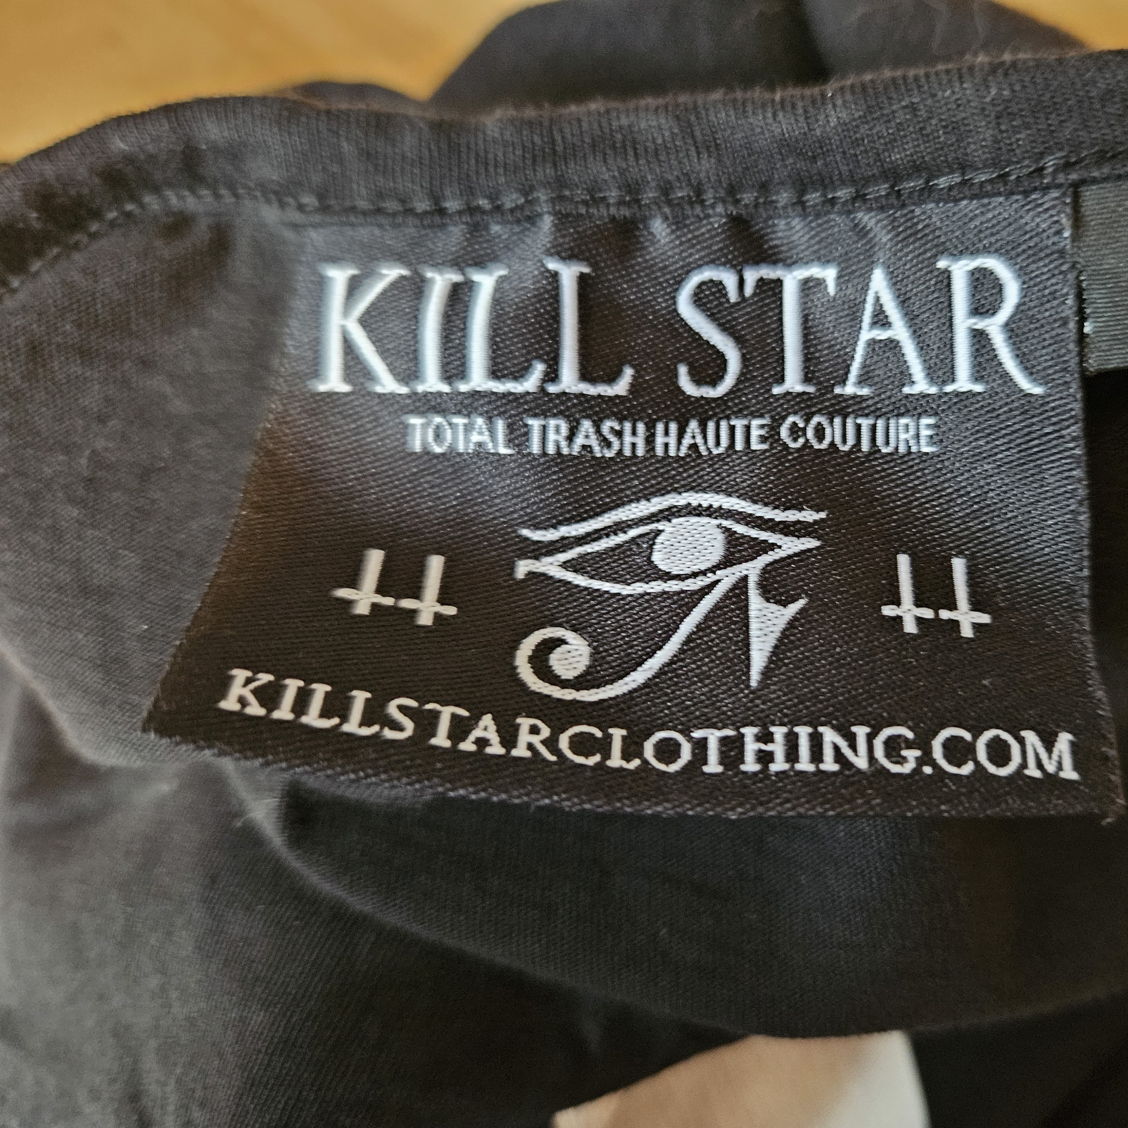 KILL STAR
TOTAL TRASH HAUTE COUTURE
KILLSTARCLOTHING.COM